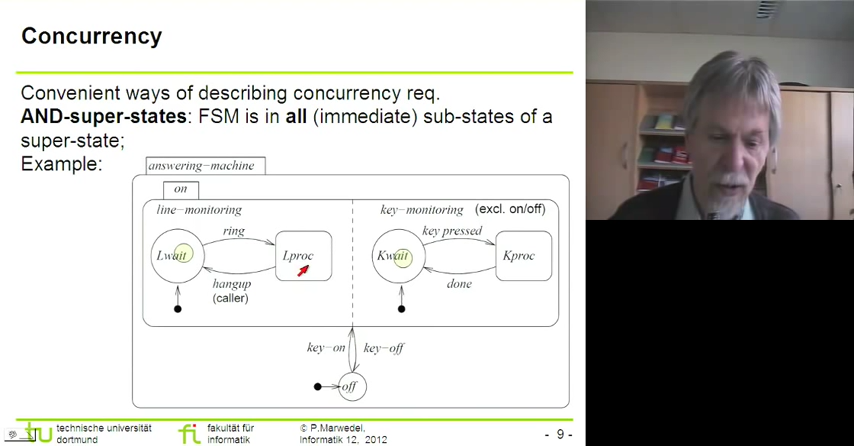 Concurrency
Convenient ways of describing concurrency req.
AND-super-states: FSM is in all (immediate) sub-states of a
super-state;
Example:
answering-machine
on
line-monitoring
key-monitoring (excl. on/off)
ring
key pressed
Lwait
Lproc
Kwait
Kproc
hangup
(caller)
done
key-on
key-off
off
tu
technische universität
dortmund
fi
fakultät für
informatik
© P.Marwedel,
Informatik 12, 2012
- 9 -